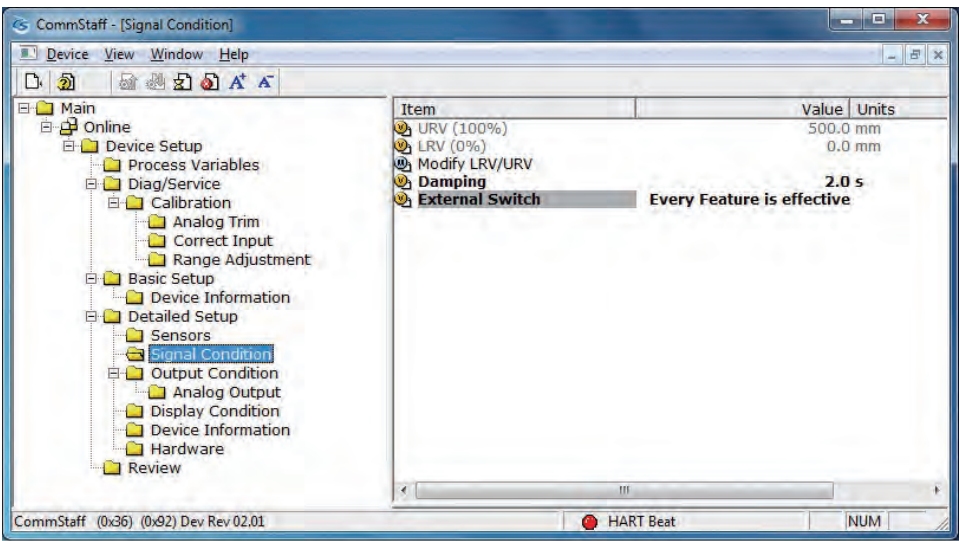 CommStaff - [Signal Condition]
Device View Window Help
Main
Online
Device Setup
Process Variables
Diag/Service
Calibration
Analog Trim
Correct Input
Range Adjustment
Basic Setup
Device Information
Detailed Setup
Sensors
Signal Condition
Output Condition
Analog Output
Display Condition
Device Information
Hardware
Review
Item Value Units
URV (100%) 500.0 mm
LRV (0%) 0.0 mm
Modify LRV/URV
Damping 2.0 s
External Switch Every Feature is effective
CommStaff (0x36) (0x92) Dev Rev 02.01 HART Beat NUM